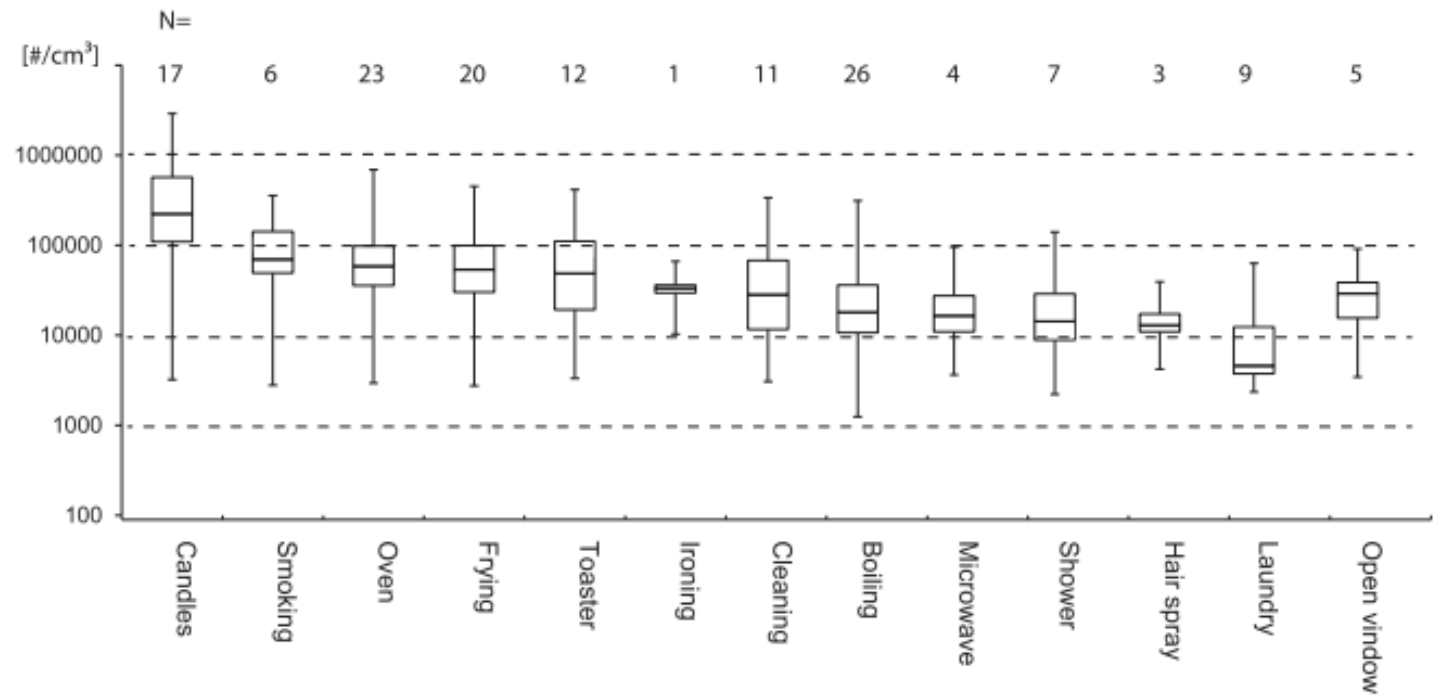 N=
[#/cm³]
17 6 23 20 12 1 11 26 4 7 3 9 5
1000000
100000
10000
1000
100
Candles
Smoking
Oven
Frying
Toaster
Ironing
Cleaning
Boiling
Microwave
Shower
Hair spray
Laundry
Open vindow